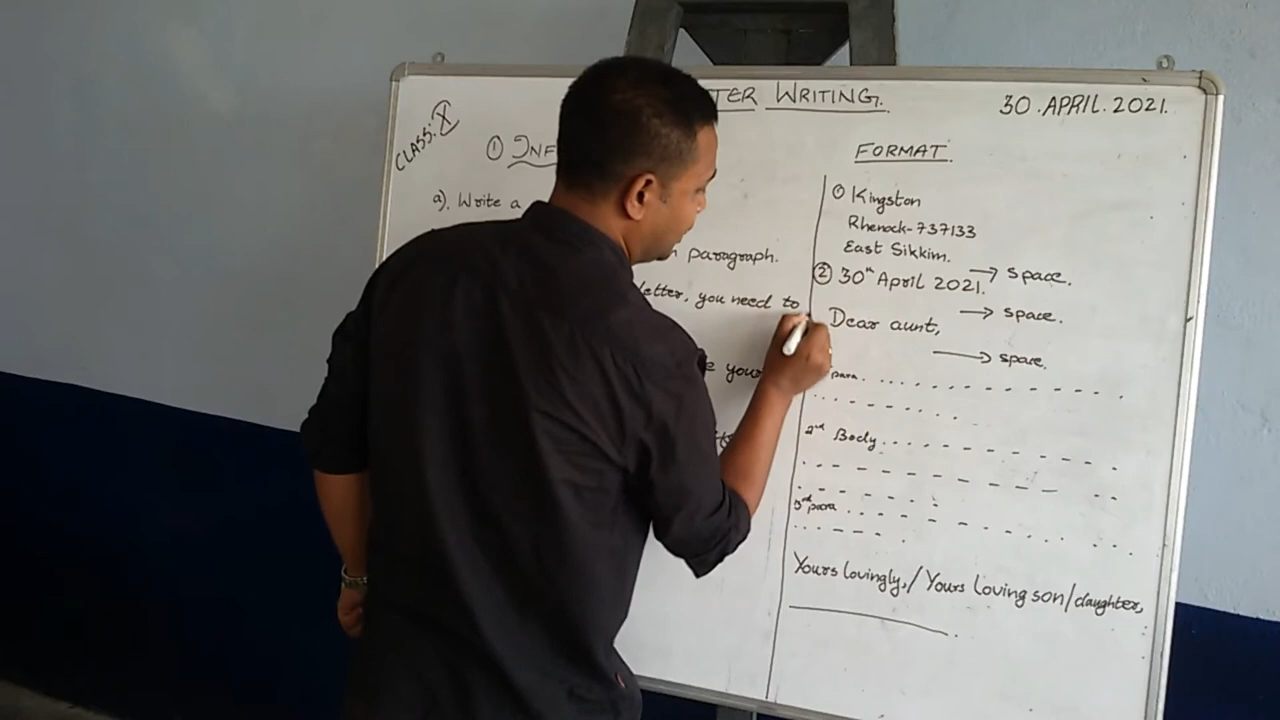 TER WRITING.
30.APRIL.2021.
CLASS: X
① INF
FORMAT.
a). Write a
paragraph.
letter, you need to
your
① Kingston
Rhenock-737133
East Sikkim.
→ space.
② 30th April 2021.
→ space.
Dear aunt,
→ space.
para. . . . . . . . . . . . . . . .
2nd Body. . . . . . . . . . . . .
3rd para . . . . . . . . . . . .
Yours lovingly,/ Yours loving son/daughter,